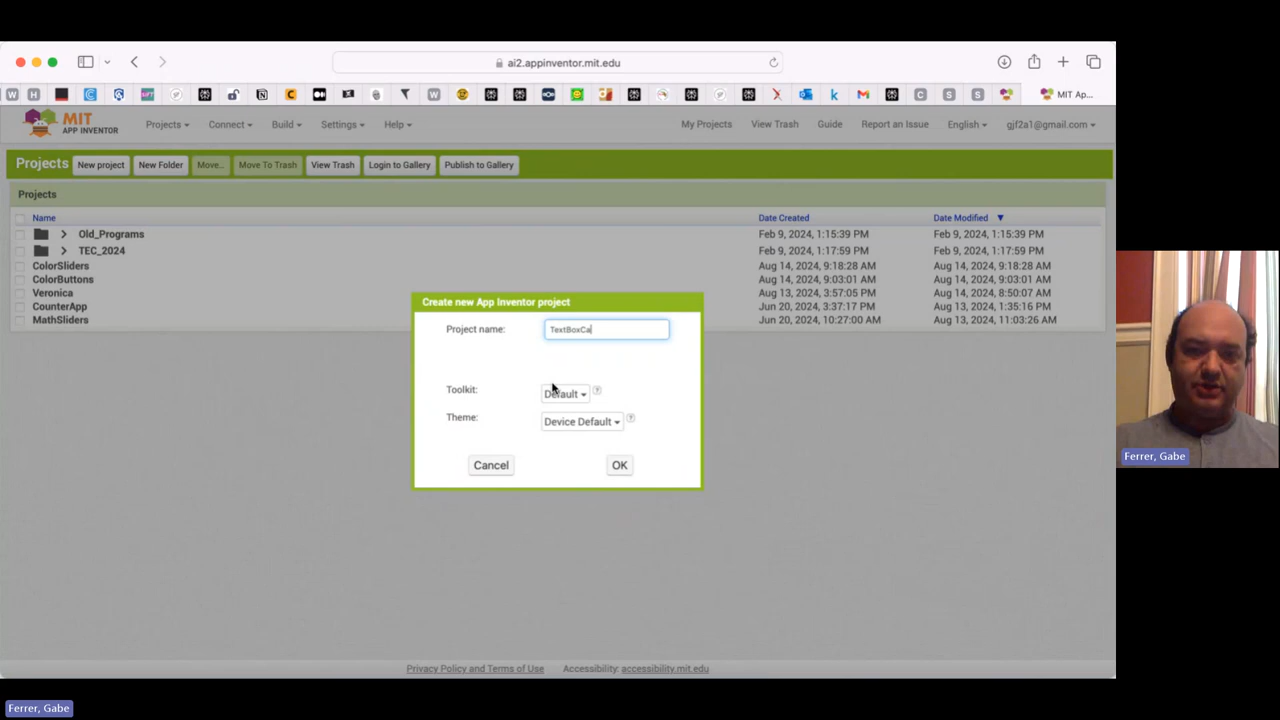 ai2.appinventor.mit.edu
MIT Ap...
MIT
APP INVENTOR
Projects
Connect
Build
Settings
Help
My Projects
View Trash
Guide
Report an Issue
English
gjf2a1@gmail.com
Projects
New project
New Folder
Move...
Move To Trash
View Trash
Login to Gallery
Publish to Gallery
Projects
Name Date Created Date Modified
Old_Programs Feb 9, 2024, 1:15:39 PM Feb 9, 2024, 1:15:39 PM
TEC_2024 Feb 9, 2024, 1:17:59 PM Feb 9, 2024, 1:17:59 PM
ColorSliders Aug 14, 2024, 9:18:28 AM Aug 14, 2024, 9:18:28 AM
ColorButtons Aug 14, 2024, 9:03:01 AM Aug 14, 2024, 9:03:01 AM
Veronica Aug 13, 2024, 3:57:05 PM Aug 14, 2024, 8:50:07 AM
CounterApp Jun 20, 2024, 3:37:17 PM Aug 13, 2024, 1:35:16 PM
MathSliders Jun 20, 2024, 10:27:00 AM Aug 13, 2024, 11:03:26 AM
Create new App Inventor project
Project name: TextBoxCa
Toolkit: Default
Theme: Device Default
Cancel
OK
Privacy Policy and Terms of Use
Accessibility: accessibility.mit.edu
Ferrer, Gabe
Ferrer, Gabe